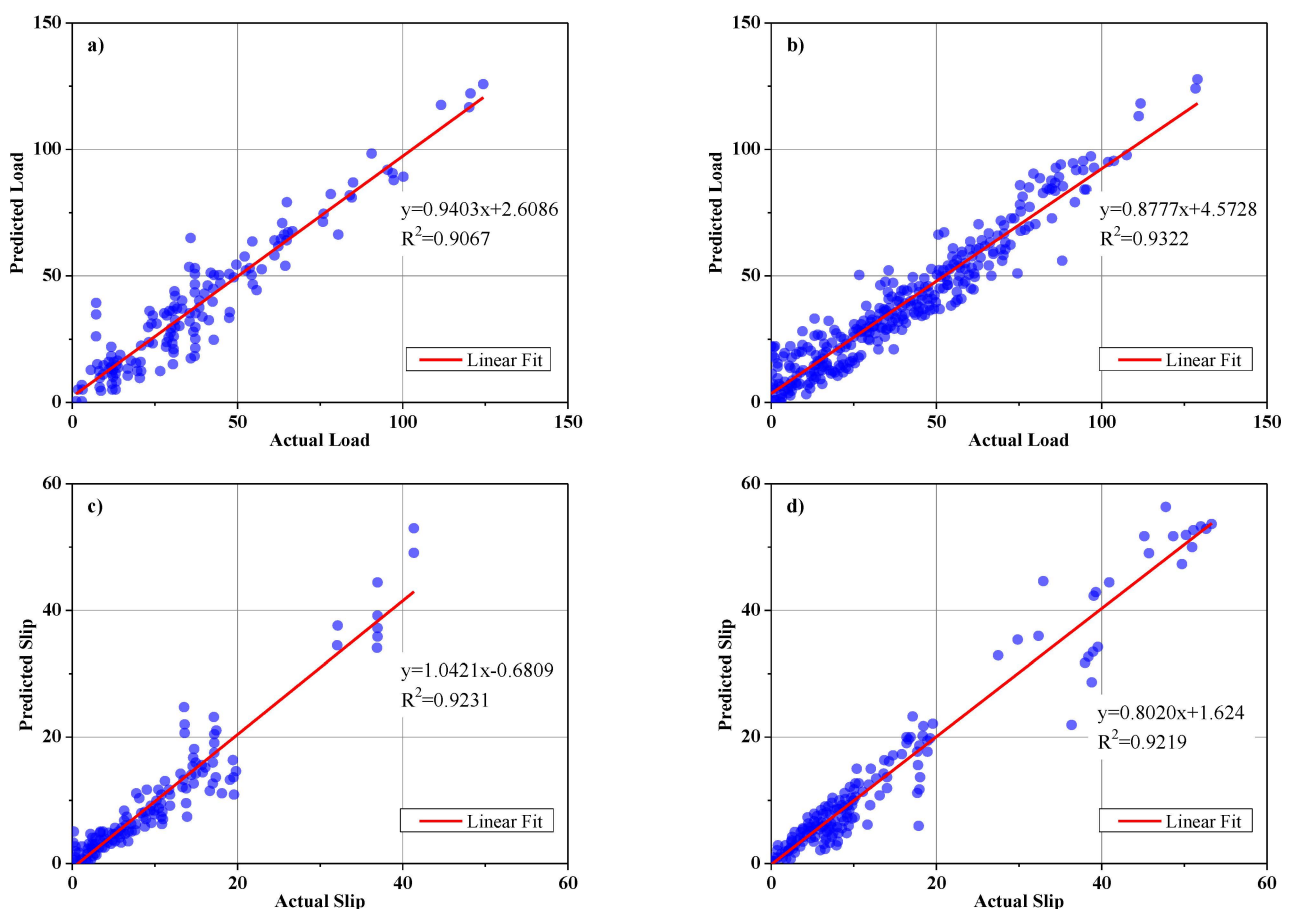 a)
150
100
50
0
0
50
100
150
Predicted Load
Actual Load
y=0.9403x+2.6086
R²=0.9067
Linear Fit
b)
150
100
50
0
0
50
100
150
Predicted Load
Actual Load
y=0.8777x+4.5728
R²=0.9322
Linear Fit
c)
60
40
20
0
0
20
40
60
Predicted Slip
Actual Slip
y=1.0421x-0.6809
R²=0.9231
Linear Fit
d)
60
40
20
0
0
20
40
60
Predicted Slip
Actual Slip
y=0.8020x+1.624
R²=0.9219
Linear Fit